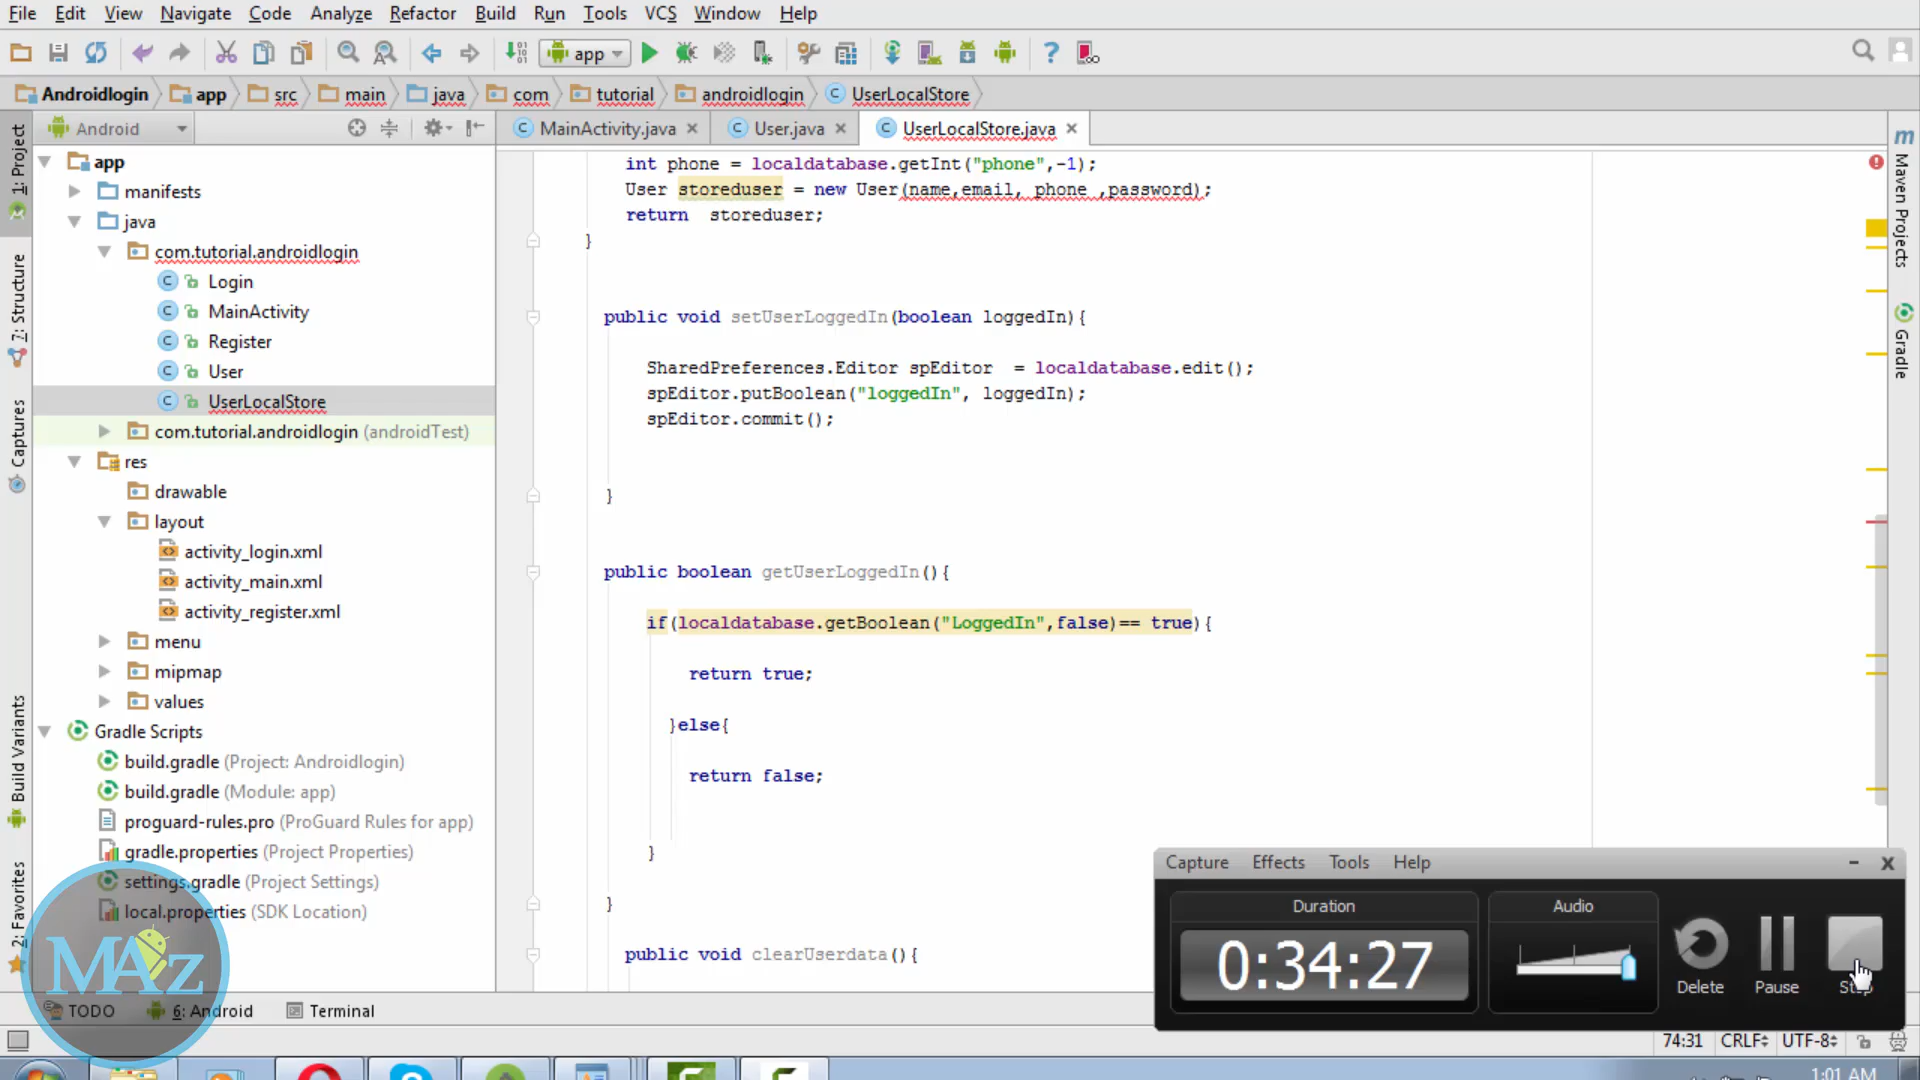 File Edit View Navigate Code Analyze Refactor Build Run Tools VCS Window Help
app
Androidlogin app src main java com tutorial androidlogin UserLocalStore
Android
MainActivity.java User.java UserLocalStore.java
1: Project
7: Structure
Captures
Build Variants
2: Favorites
app
manifests
java
com.tutorial.androidlogin
Login
MainActivity
Register
User
UserLocalStore
com.tutorial.androidlogin (androidTest)
res
drawable
layout
activity_login.xml
activity_main.xml
activity_register.xml
menu
mipmap
values
Gradle Scripts
build.gradle (Project: Androidlogin)
build.gradle (Module: app)
proguard-rules.pro (ProGuard Rules for app)
gradle.properties (Project Properties)
settings.gradle (Project Settings)
local.properties (SDK Location)
int phone = localdatabase.getInt("phone",-1);
User storeduser = new User(name,email, phone ,password);
return storeduser;
}
public void setUserLoggedIn(boolean loggedIn){
SharedPreferences.Editor spEditor = localdatabase.edit();
spEditor.putBoolean("loggedIn", loggedIn);
spEditor.commit();
}
public boolean getUserLoggedIn(){
if(localdatabase.getBoolean("LoggedIn",false)== true){
return true;
}else{
return false;
}
}
public void clearUserdata(){
Maven Projects
Gradle
Capture Effects Tools Help
Duration
0:34:27
Audio
Delete Pause Stop
MAz
TODO 6: Android Terminal
74:31 CRLF UTF-8
1:01 AM